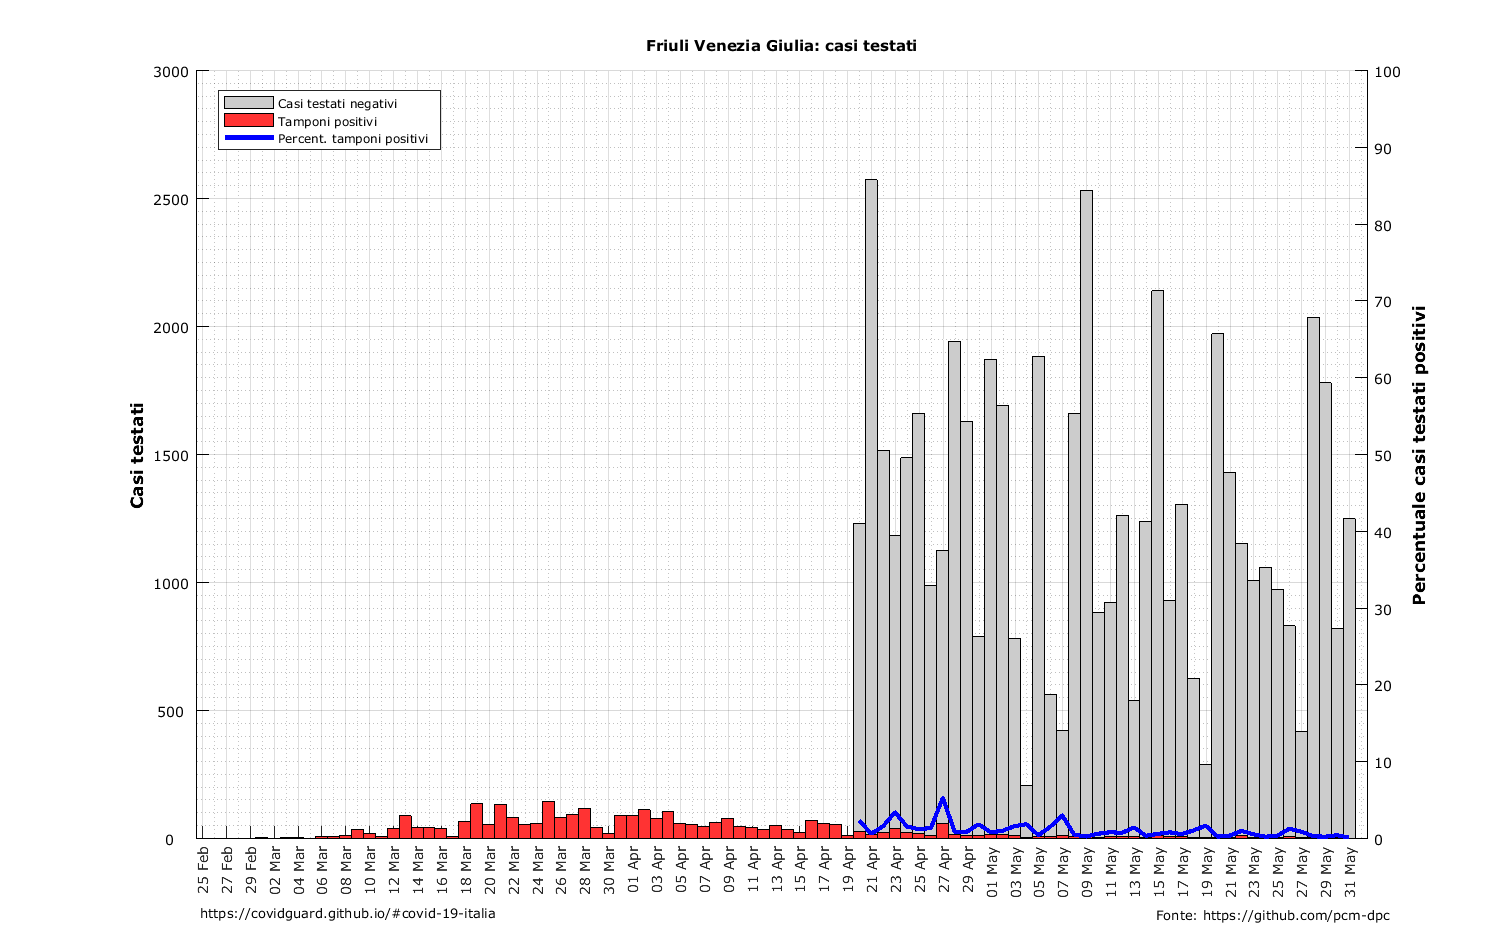 Friuli Venezia Giulia: casi testati
Casi testati negativi
Tamponi positivi
Percent. tamponi positivi
Casi testati
3000
2500
2000
1500
1000
500
0
Percentuale casi testati positivi
100
90
80
70
60
50
40
30
20
10
0
25 Feb
27 Feb
29 Feb
02 Mar
04 Mar
06 Mar
08 Mar
10 Mar
12 Mar
14 Mar
16 Mar
18 Mar
20 Mar
22 Mar
24 Mar
26 Mar
28 Mar
30 Mar
01 Apr
03 Apr
05 Apr
07 Apr
09 Apr
11 Apr
13 Apr
15 Apr
17 Apr
19 Apr
21 Apr
23 Apr
25 Apr
27 Apr
29 Apr
01 May
03 May
05 May
07 May
09 May
11 May
13 May
15 May
17 May
19 May
21 May
23 May
25 May
27 May
29 May
31 May
https://covidguard.github.io/#covid-19-italia
Fonte: https://github.com/pcm-dpc